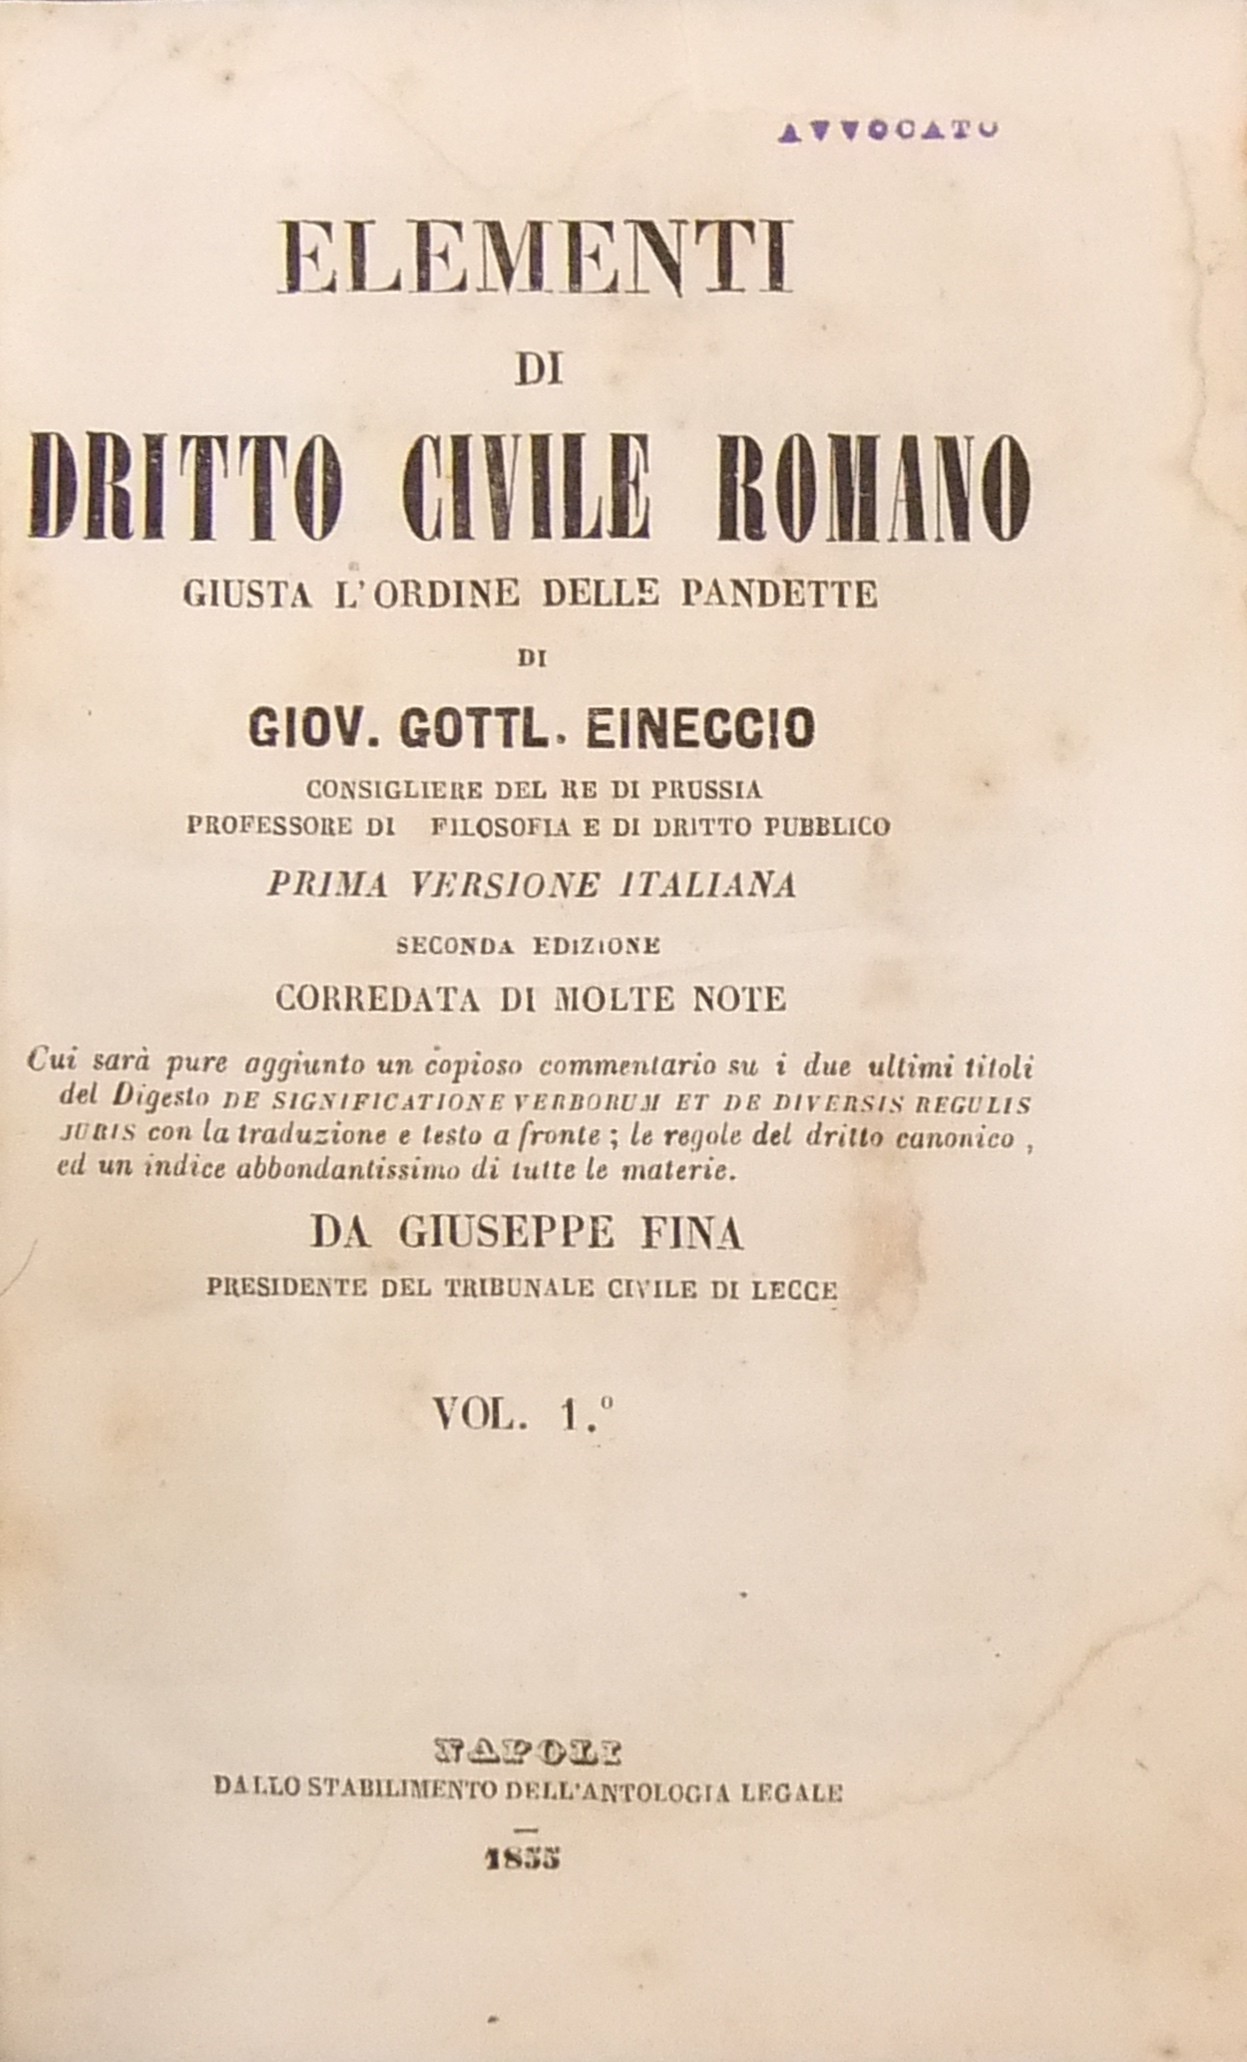 AVVOCATO
ELEMENTI
DI
DRITTO CIVILE ROMANO
GIUSTA L'ORDINE DELLE PANDETTE
DI
GIOV. GOTTL. EINECCIO
CONSIGLIERE DEL RE DI PRUSSIA
PROFESSORE DI FILOSOFIA E DI DRITTO PUBBLICO
PRIMA VERSIONE ITALIANA
SECONDA EDIZIONE
CORREDATA DI MOLTE NOTE
Cui sarà pure aggiunto un copioso commentario su i due ultimi titoli
del Digesto DE SIGNIFICATIONE VERBORUM ET DE DIVERSIS REGULIS
JURIS con la traduzione e testo a fronte ; le regole del dritto canonico ,
ed un indice abbondantissimo di tutte le materie.
DA GIUSEPPE FINA
PRESIDENTE DEL TRIBUNALE CIVILE DI LECCE
VOL. 1.º
NAPOLI
DALLO STABILIMENTO DELL'ANTOLOGIA LEGALE
1855